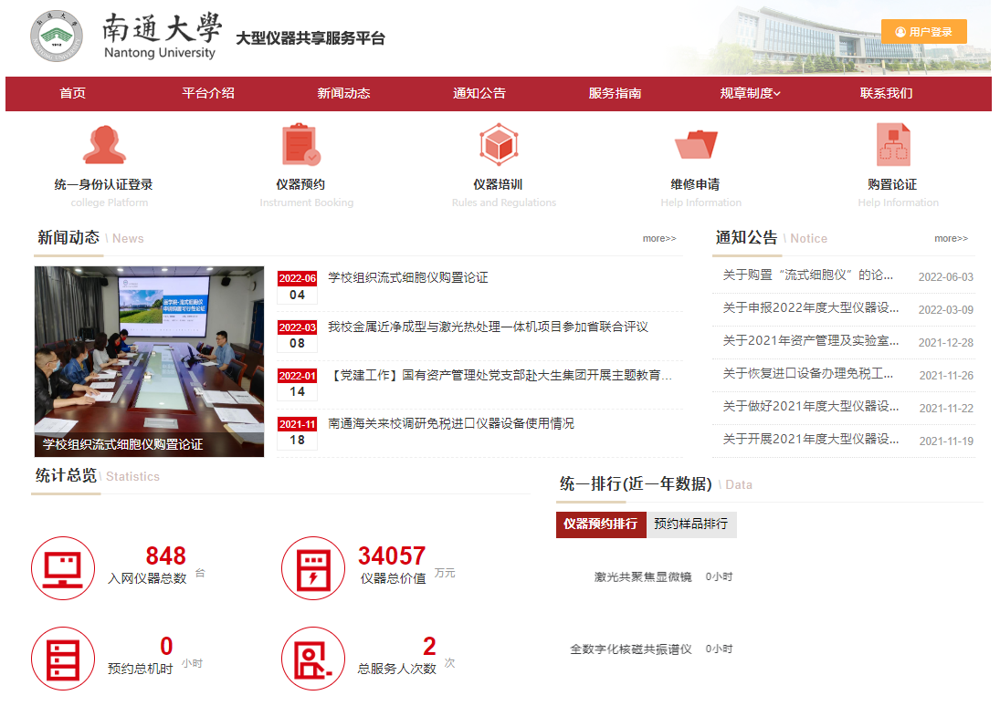 南通大學
Nantong University
大型仪器共享服务平台
用户登录
首页 平台介绍 新闻动态 通知公告 服务指南 规章制度 联系我们
统一身份认证登录 仪器预约 仪器培训 维修申请 购置论证
college Platform Instrument Booking Rules and Regulations Help Information Help Information
新闻动态 \ News more>>
学校组织流式细胞仪购置论证
2022-06
04
学校组织流式细胞仪购置论证
2022-03
08
我校金属近净成型与激光热处理一体机项目参加省联合评议
2022-01
14
【党建工作】国有资产管理处党支部赴大生集团开展主题教育...
2021-11
18
南通海关来校调研免税进口仪器设备使用情况
通知公告 \ Notice more>>
关于购置“流式细胞仪”的论... 2022-06-03
关于申报2022年度大型仪器设... 2022-03-09
关于2021年资产管理及实验室... 2021-12-28
关于恢复进口设备办理免税工... 2021-11-26
关于做好2021年度大型仪器设... 2021-11-22
关于开展2021年度大型仪器设... 2021-11-19
统计总览 \ Statistics
848
入网仪器总数 台
34057
仪器总价值 万元
0
预约总机时 小时
2
总服务人次数 次
统一排行(近一年数据) \ Data
仪器预约排行 预约样品排行
激光共聚焦显微镜 0小时
全数字化核磁共振谱仪 0小时